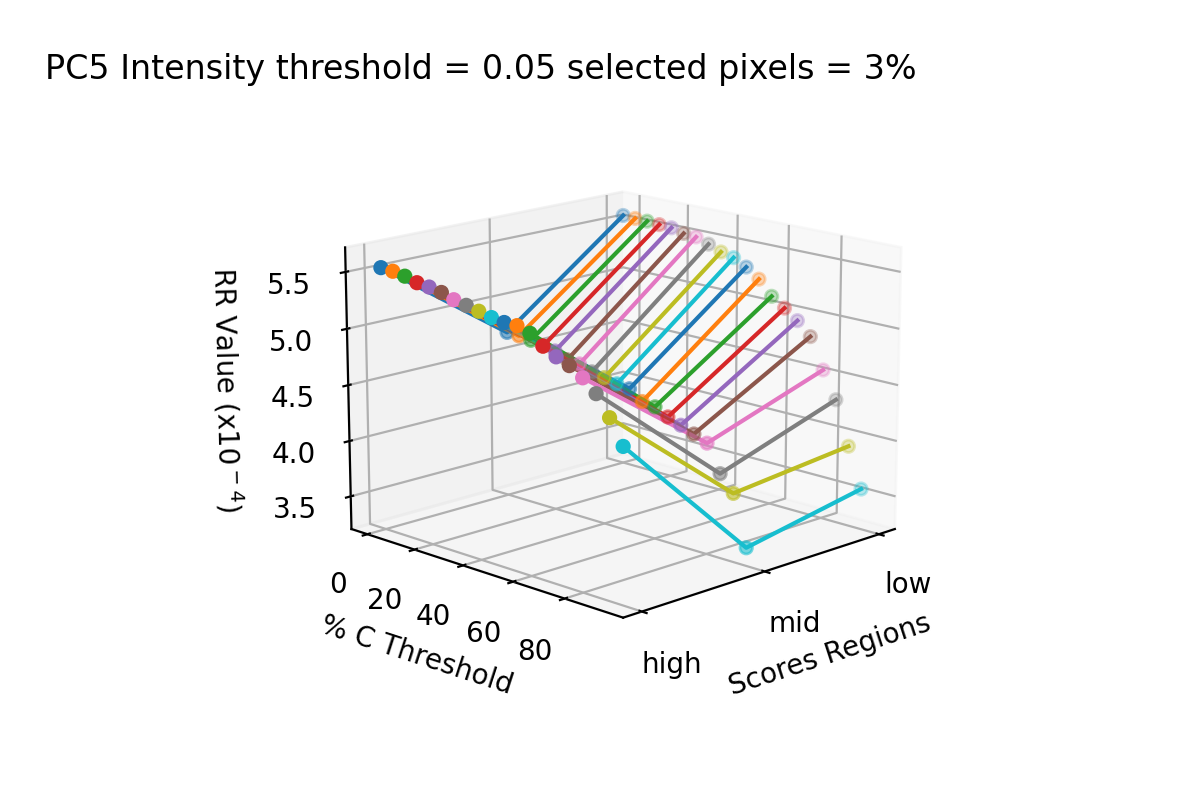 PC5 Intensity threshold = 0.05 selected pixels = 3%
RR Value (x10⁻⁴)
5.5
5.0
4.5
4.0
3.5
0
20
40
60
80
% C Threshold
high
mid
low
Scores Regions